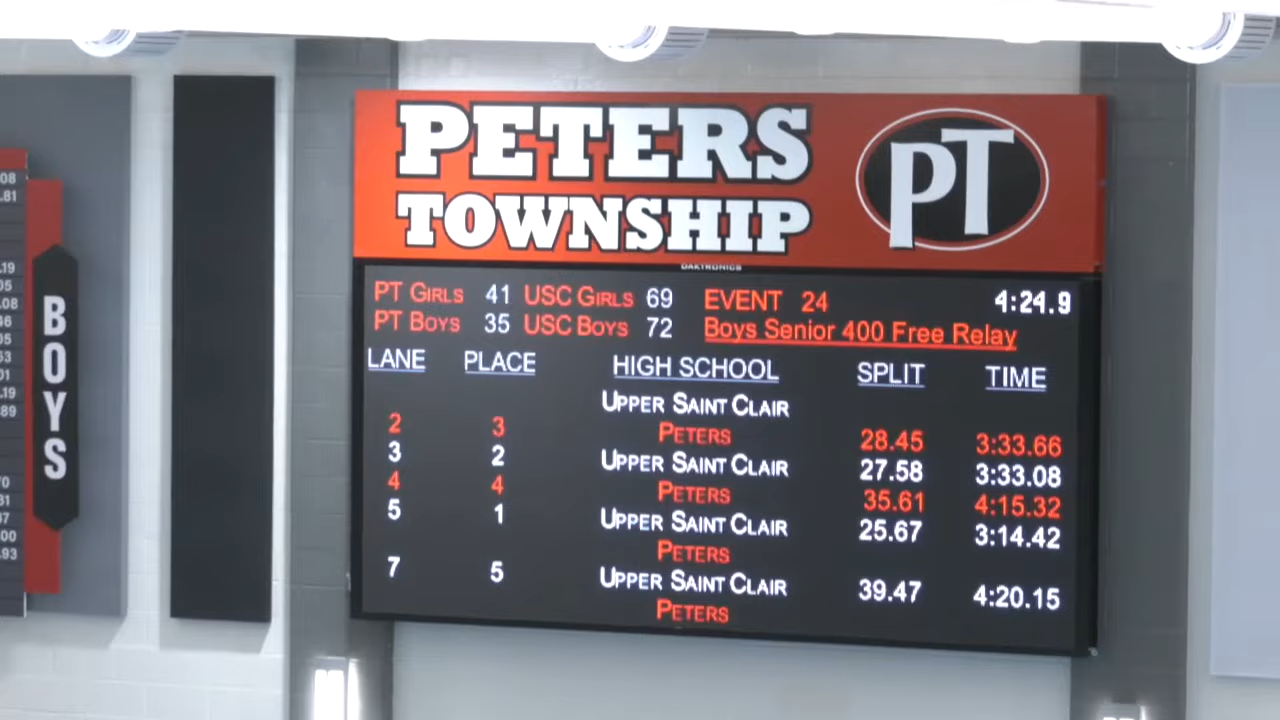 PETERS
TOWNSHIP
PT
DAKTRONICS
PT GIRLS 41 USC GIRLS 69 EVENT 24 4:24.9
PT BOYS 35 USC BOYS 72 Boys Senior 400 Free Relay
LANE PLACE HIGH SCHOOL SPLIT TIME
UPPER SAINT CLAIR
2 3 PETERS 28.45 3:33.66
3 2 UPPER SAINT CLAIR 27.58 3:33.08
4 4 PETERS 35.61 4:15.32
5 1 UPPER SAINT CLAIR 25.67 3:14.42
PETERS
7 5 UPPER SAINT CLAIR 39.47 4:20.15
PETERS
BOYS